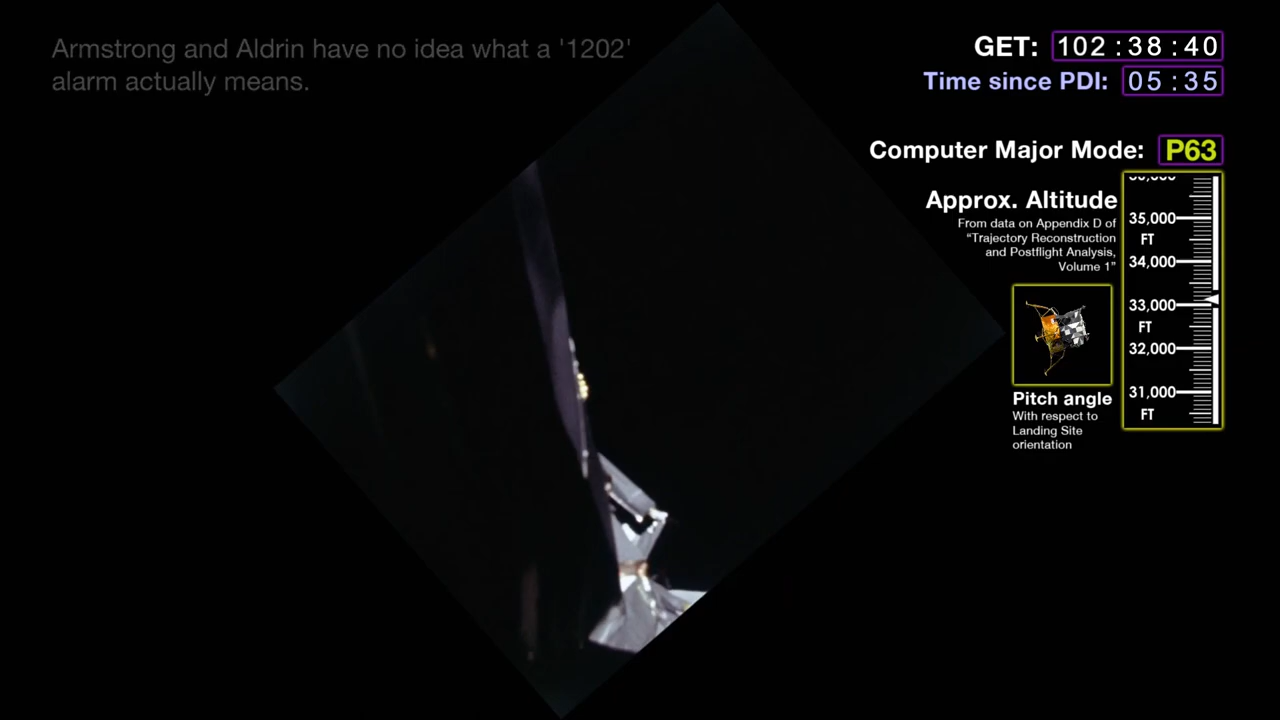 Armstrong and Aldrin have no idea what a '1202'
alarm actually means.
GET: 102:38:40
Time since PDI: 05:35
Computer Major Mode: P63
Approx. Altitude
From data on Appendix D of
"Trajectory Reconstruction
and Postflight Analysis,
Volume 1"
35,000
FT
34,000
33,000
FT
32,000
31,000
FT
Pitch angle
With respect to
Landing Site
orientation